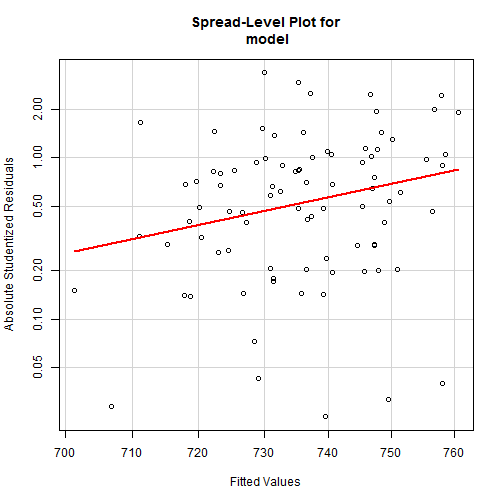 Spread-Level Plot for
model
Absolute Studentized Residuals
2.00
1.00
0.50
0.20
0.10
0.05
700 710 720 730 740 750 760
Fitted Values